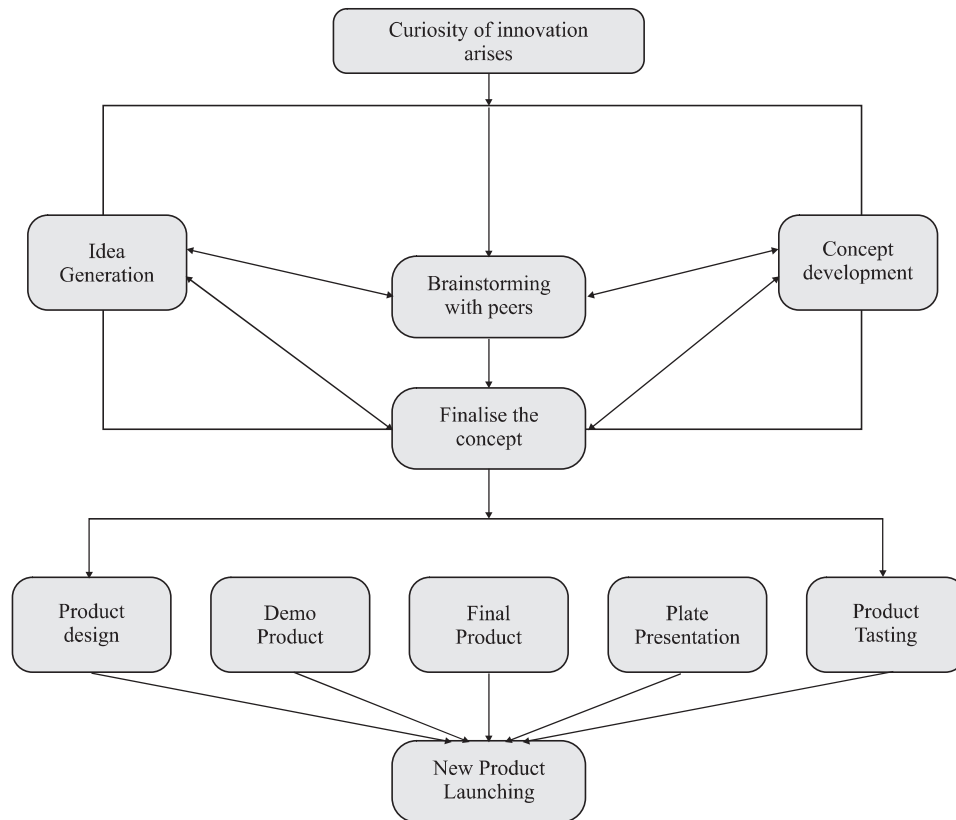 Curiosity of innovation
arises
Idea
Generation
Brainstorming
with peers
Concept
development
Finalise the
concept
Product
design
Demo
Product
Final
Product
Plate
Presentation
Product
Tasting
New Product
Launching